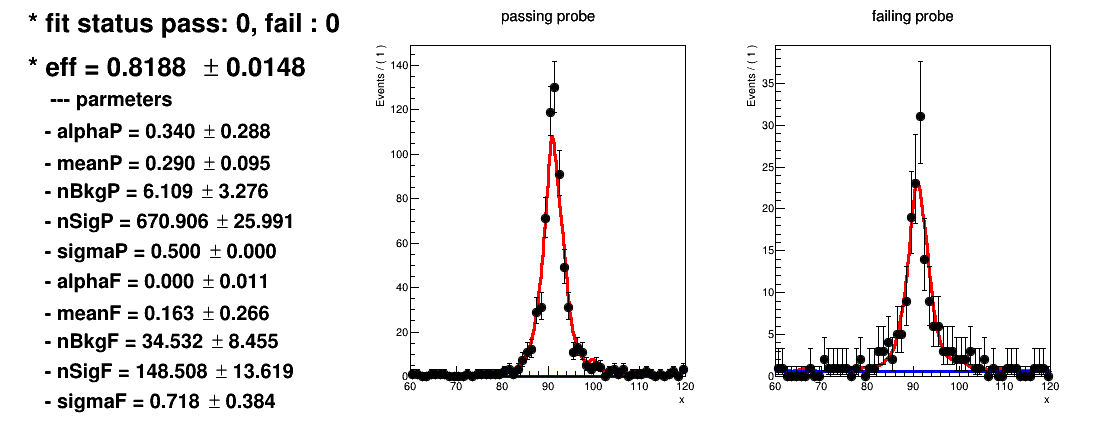 * fit status pass: 0, fail : 0
* eff = 0.8188 ± 0.0148
--- parmeters
- alphaP = 0.340 ± 0.288
- meanP = 0.290 ± 0.095
- nBkgP = 6.109 ± 3.276
- nSigP = 670.906 ± 25.991
- sigmaP = 0.500 ± 0.000
- alphaF = 0.000 ± 0.011
- meanF = 0.163 ± 0.266
- nBkgF = 34.532 ± 8.455
- nSigF = 148.508 ± 13.619
- sigmaF = 0.718 ± 0.384
passing probe
Events / ( 1 )
140
120
100
80
60
40
20
0
60 70 80 90 100 110 120
x
failing probe
Events / ( 1 )
35
30
25
20
15
10
5
0
60 70 80 90 100 110 120
x